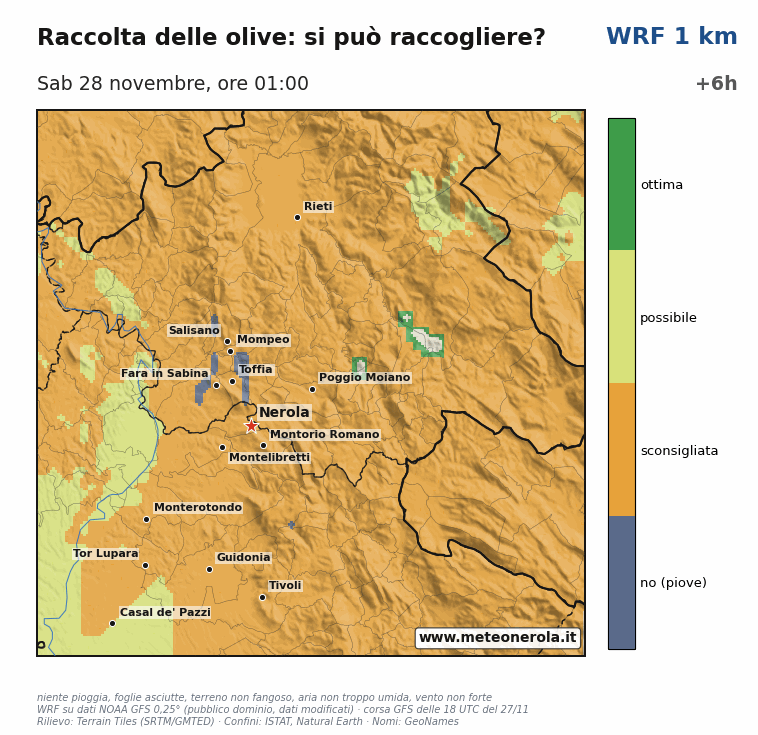 Raccolta delle olive: si può raccogliere?
WRF 1 km
Sab 28 novembre, ore 01:00
+6h
Rieti
Salisano
Mompeo
Fara in Sabina
Toffia
Poggio Moiano
Nerola
Montorio Romano
Montelibretti
Monterotondo
Tor Lupara
Guidonia
Tivoli
Casal de' Pazzi
www.meteonerola.it
ottima
possibile
sconsigliata
no (piove)
niente pioggia, foglie asciutte, terreno non fangoso, aria non troppo umida, vento non forte
WRF su dati NOAA GFS 0,25° (pubblico dominio, dati modificati) · corsa GFS delle 18 UTC del 27/11
Rilievo: Terrain Tiles (SRTM/GMTED) · Confini: ISTAT, Natural Earth · Nomi: GeoNames